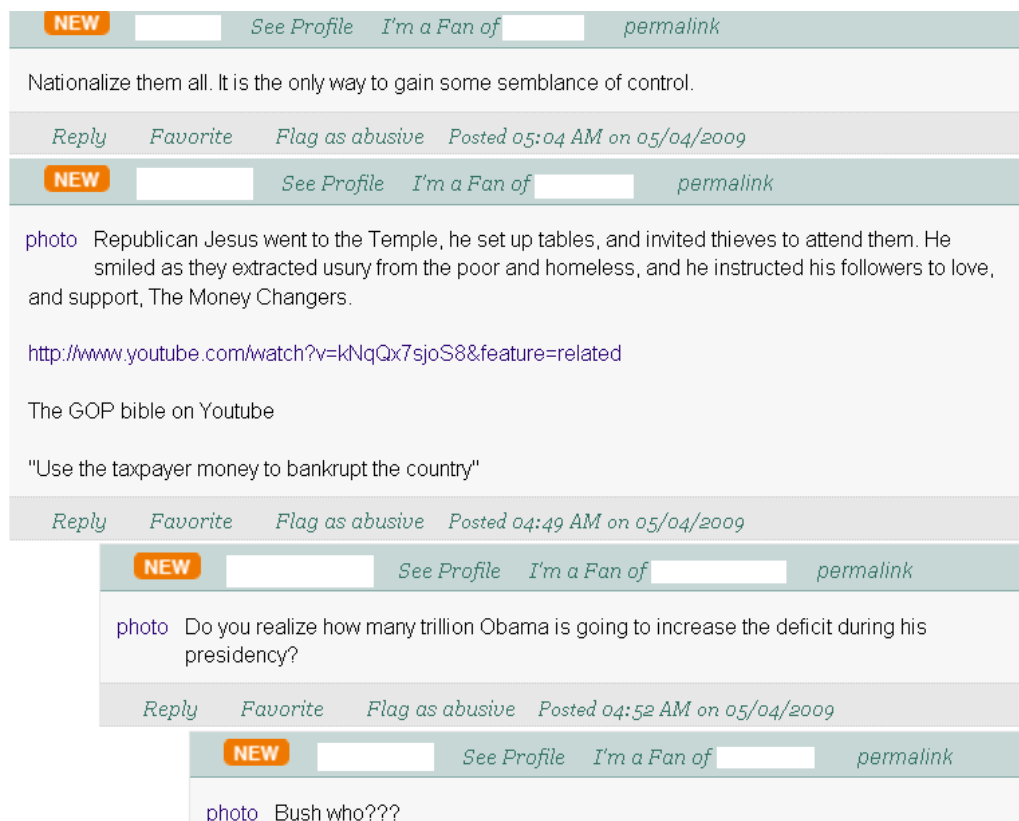 NEW See Profile I'm a Fan of permalink
Nationalize them all. It is the only way to gain some semblance of control.
Reply Favorite Flag as abusive Posted 05:04 AM on 05/04/2009
NEW See Profile I'm a Fan of permalink
photo Republican Jesus went to the Temple, he set up tables, and invited thieves to attend them. He
smiled as they extracted usury from the poor and homeless, and he instructed his followers to love,
and support, The Money Changers.
http://www.youtube.com/watch?v=kNqQx7sjoS8&feature=related
The GOP bible on Youtube
"Use the taxpayer money to bankrupt the country"
Reply Favorite Flag as abusive Posted 04:49 AM on 05/04/2009
NEW See Profile I'm a Fan of permalink
photo Do you realize how many trillion Obama is going to increase the deficit during his
presidency?
Reply Favorite Flag as abusive Posted 04:52 AM on 05/04/2009
NEW See Profile I'm a Fan of permalink
photo Bush who???